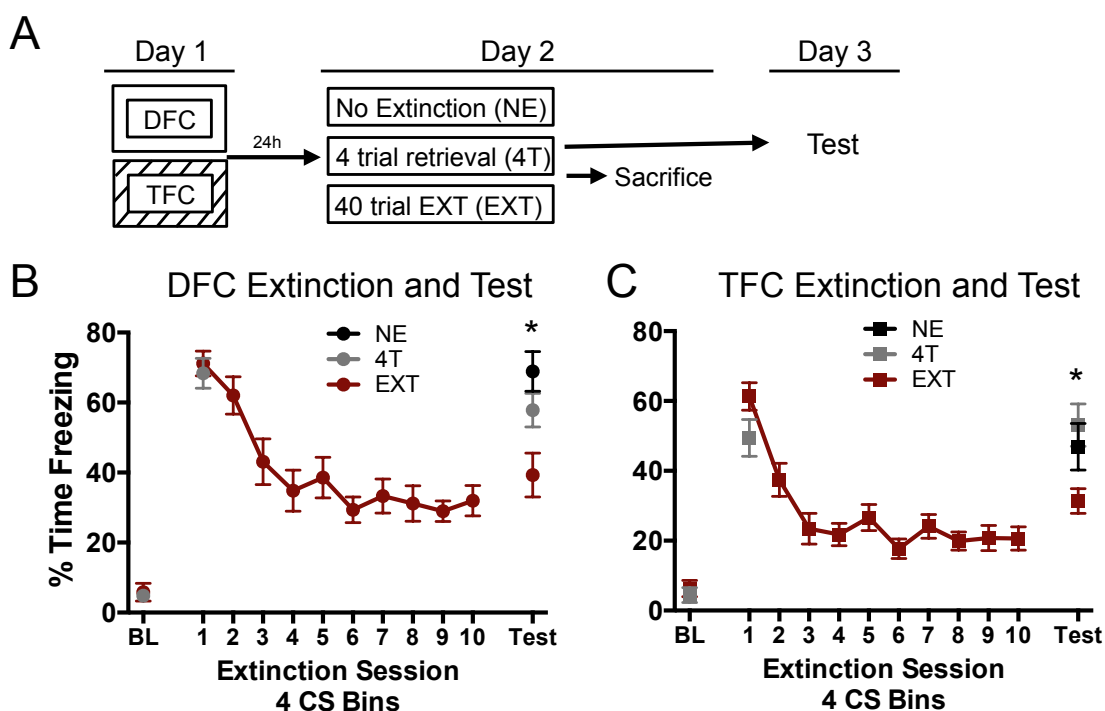 A
Day 1
Day 2
Day 3
DFC
TFC
24h
No Extinction (NE)
4 trial retrieval (4T)
40 trial EXT (EXT)
Sacrifice
Test
B
DFC Extinction and Test
% Time Freezing
80
60
40
20
0
NE
4T
EXT
*
BL 1 2 3 4 5 6 7 8 9 10 Test
Extinction Session
4 CS Bins
C
TFC Extinction and Test
80
60
40
20
0
NE
4T
EXT
*
BL 1 2 3 4 5 6 7 8 9 10 Test
Extinction Session
4 CS Bins